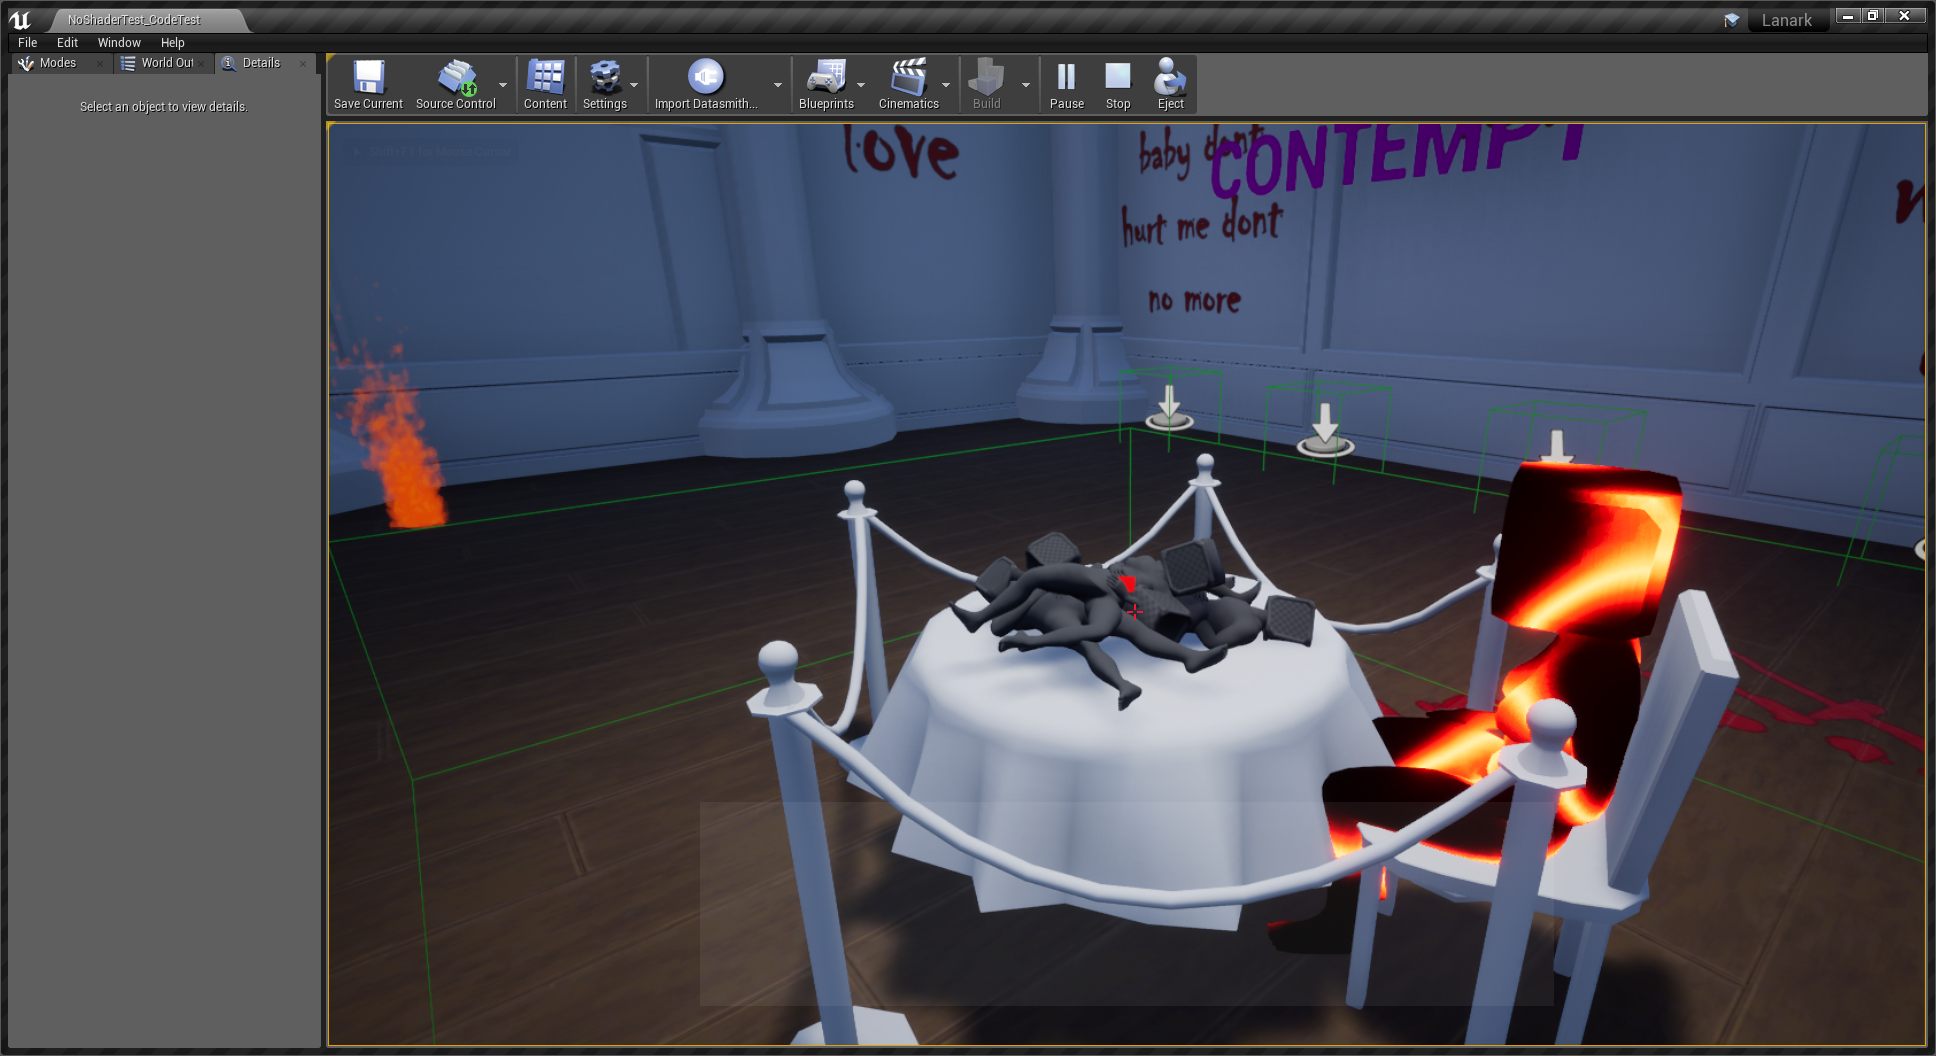 NoShaderTest_CodeTest
Lanark
File Edit Window Help
Modes World Out Details
Select an object to view details.
Save Current Source Control Content Settings Import Datasmith... Blueprints Cinematics Build Pause Stop Eject
love
baby dont
CONTEMPT
hurt me dont
no more